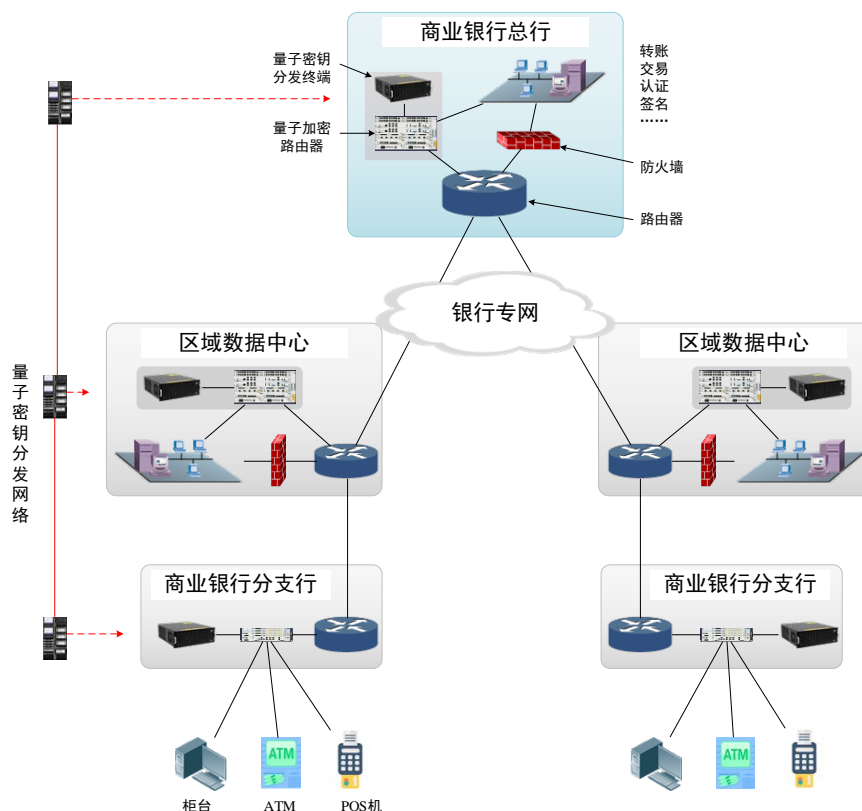 商业银行总行
量子密钥
分发终端
量子加密
路由器
转账
交易
认证
签名
……
防火墙
路由器
银行专网
区域数据中心
区域数据中心
量子密钥分发网络
商业银行分支行
商业银行分支行
ATM
ATM
柜台
ATM
POS机